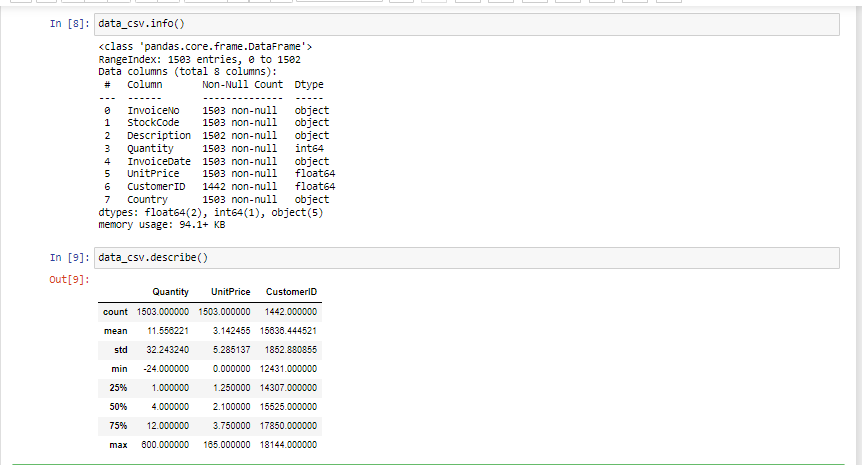 In [8]: data_csv.info()
<class 'pandas.core.frame.DataFrame'>
RangeIndex: 1503 entries, 0 to 1502
Data columns (total 8 columns):
# Column Non-Null Count Dtype
--- ------ -------------- -----
0 InvoiceNo 1503 non-null object
1 StockCode 1503 non-null object
2 Description 1502 non-null object
3 Quantity 1503 non-null int64
4 InvoiceDate 1503 non-null object
5 UnitPrice 1503 non-null float64
6 CustomerID 1442 non-null float64
7 Country 1503 non-null object
dtypes: float64(2), int64(1), object(5)
memory usage: 94.1+ KB
In [9]: data_csv.describe()
Out[9]:
Quantity UnitPrice CustomerID
count 1503.000000 1503.000000 1442.000000
mean 11.556221 3.142455 15636.444521
std 32.243240 5.285137 1852.880855
min -24.000000 0.000000 12431.000000
25% 1.000000 1.250000 14307.000000
50% 4.000000 2.100000 15525.000000
75% 12.000000 3.750000 17850.000000
max 600.000000 165.000000 18144.000000